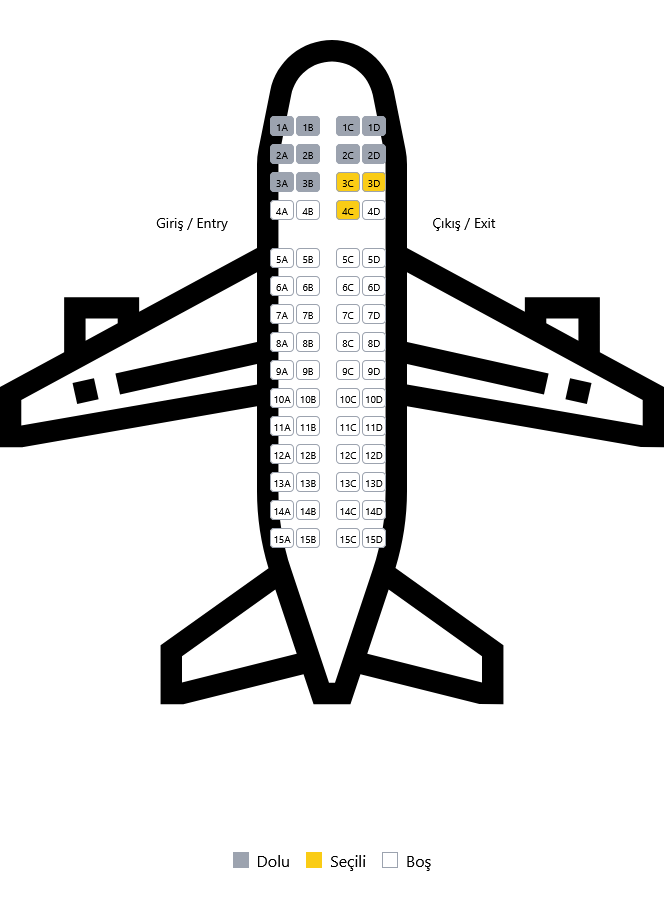 1A 1B 1C 1D
2A 2B 2C 2D
3A 3B 3C 3D
4A 4B 4C 4D
Giriş / Entry Çıkış / Exit
5A 5B 5C 5D
6A 6B 6C 6D
7A 7B 7C 7D
8A 8B 8C 8D
9A 9B 9C 9D
10A 10B 10C 10D
11A 11B 11C 11D
12A 12B 12C 12D
13A 13B 13C 13D
14A 14B 14C 14D
15A 15B 15C 15D
Dolu Seçili Boş